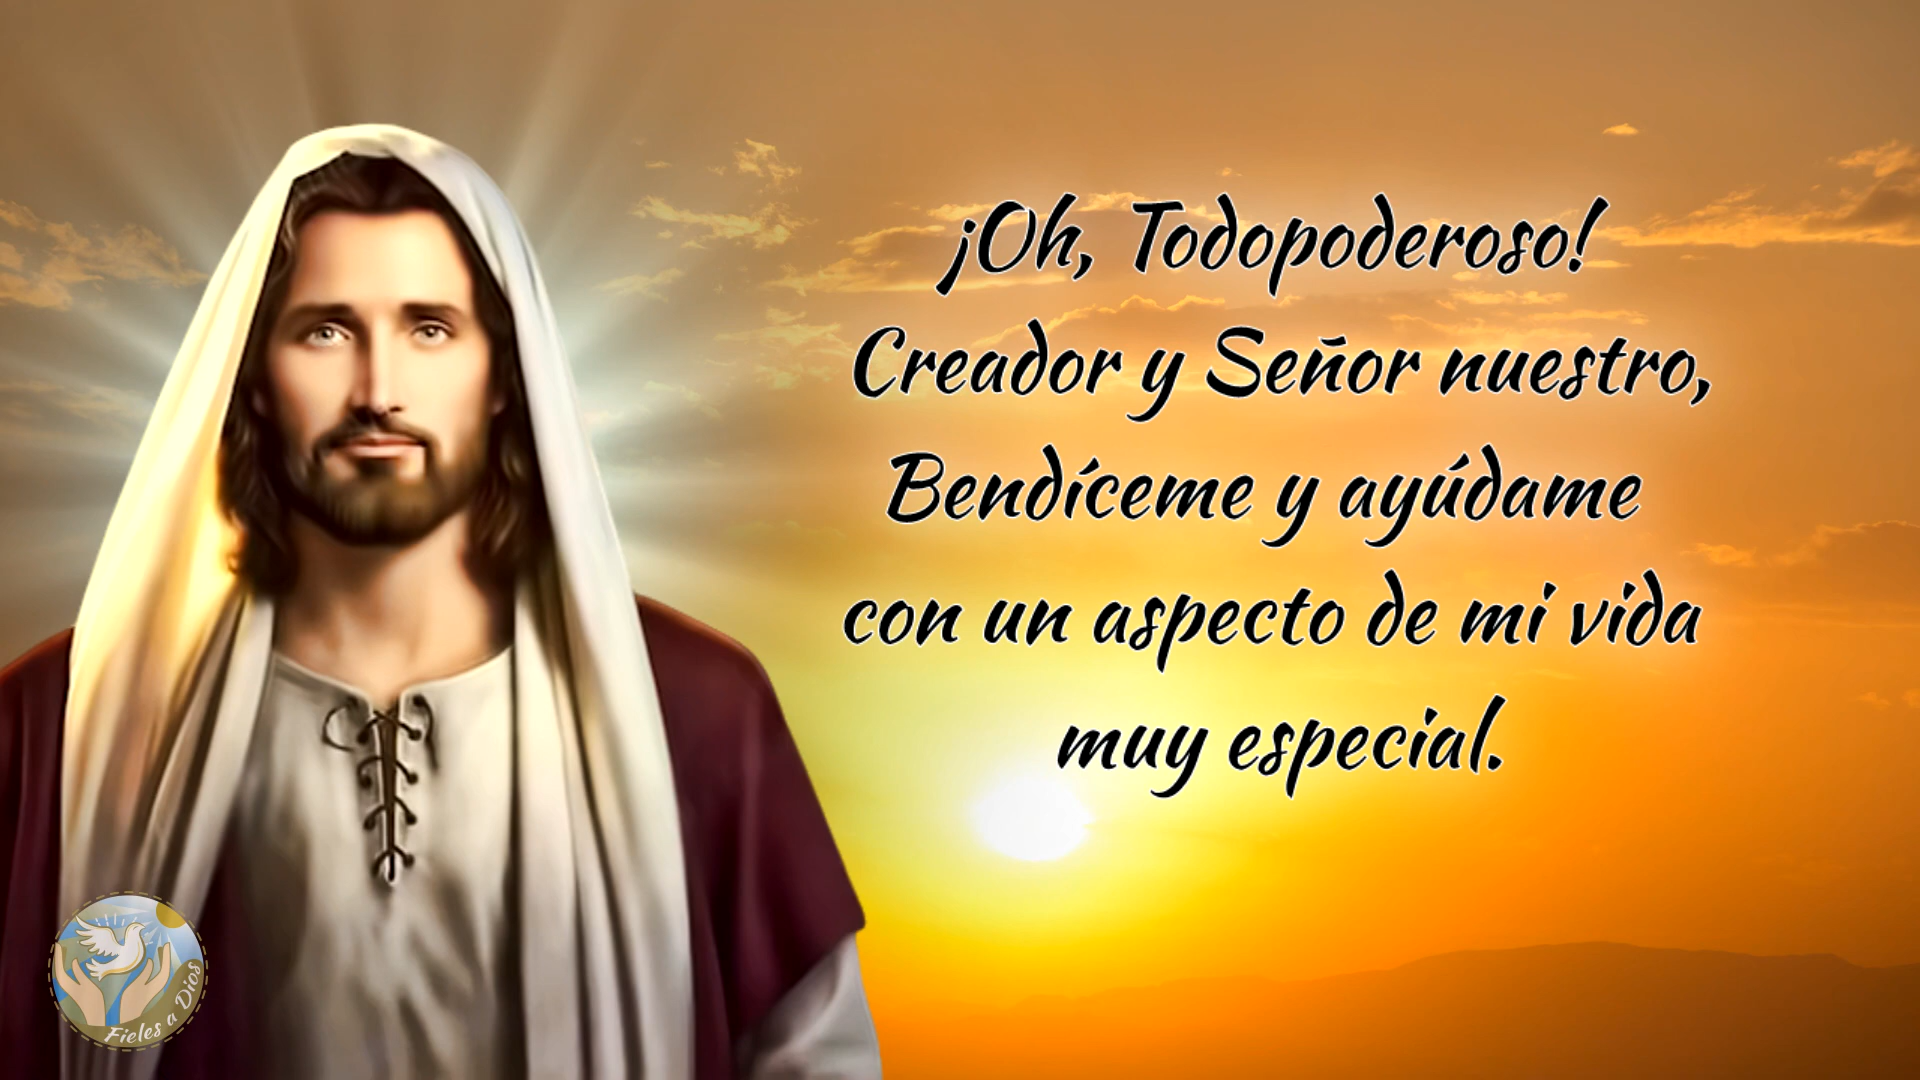 ¡Oh, Todopoderoso!
Creador y Señor nuestro,
Bendíceme y ayúdame
con un aspecto de mi vida
muy especial.
Fieles a Dios